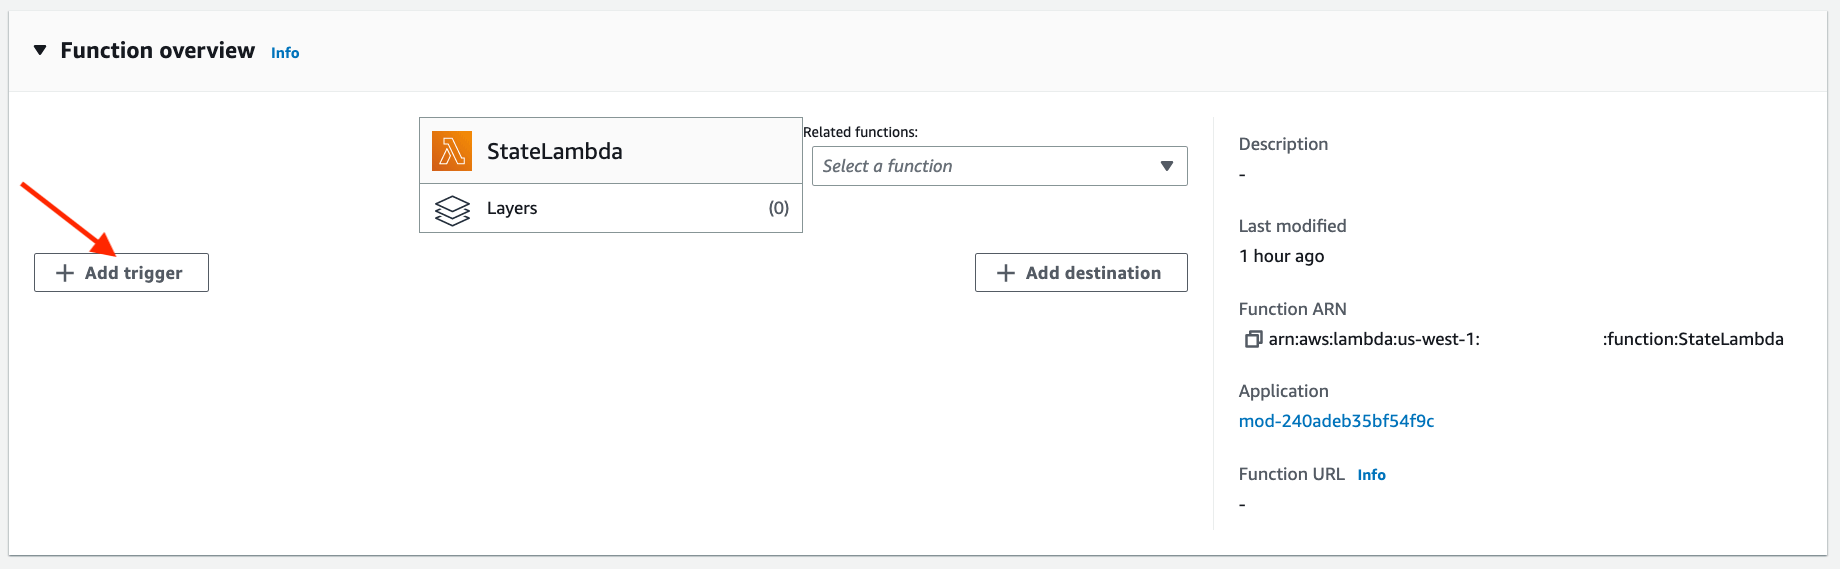 Function overview Info
StateLambda
Layers (0)
Related functions:
Select a function
+ Add trigger
+ Add destination
Description
-
Last modified
1 hour ago
Function ARN
arn:aws:lambda:us-west-1: :function:StateLambda
Application
mod-240adeb35bf54f9c
Function URL Info
-